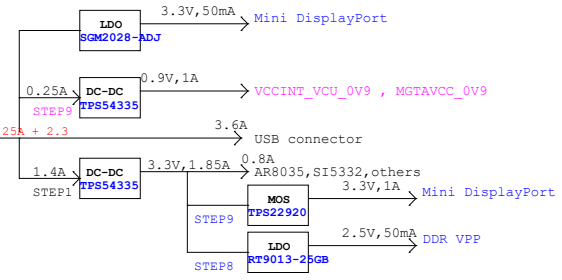 3.3V,50mA
Mini DisplayPort
LDO
SGM2028-ADJ
0.9V,1A
0.25A
DC-DC
VCCINT_VCU_0V9 , MGTAVCC_0V9
STEP9
TPS54335
3.6A
25A + 2.3
USB connector
0.8A
1.4A
DC-DC
3.3V,1.85A
AR8035,SI5332,others
STEP1
TPS54335
3.3V,1A
Mini DisplayPort
MOS
STEP9
TPS22920
2.5V,50mA
DDR VPP
LDO
STEP8
RT9013-25GB